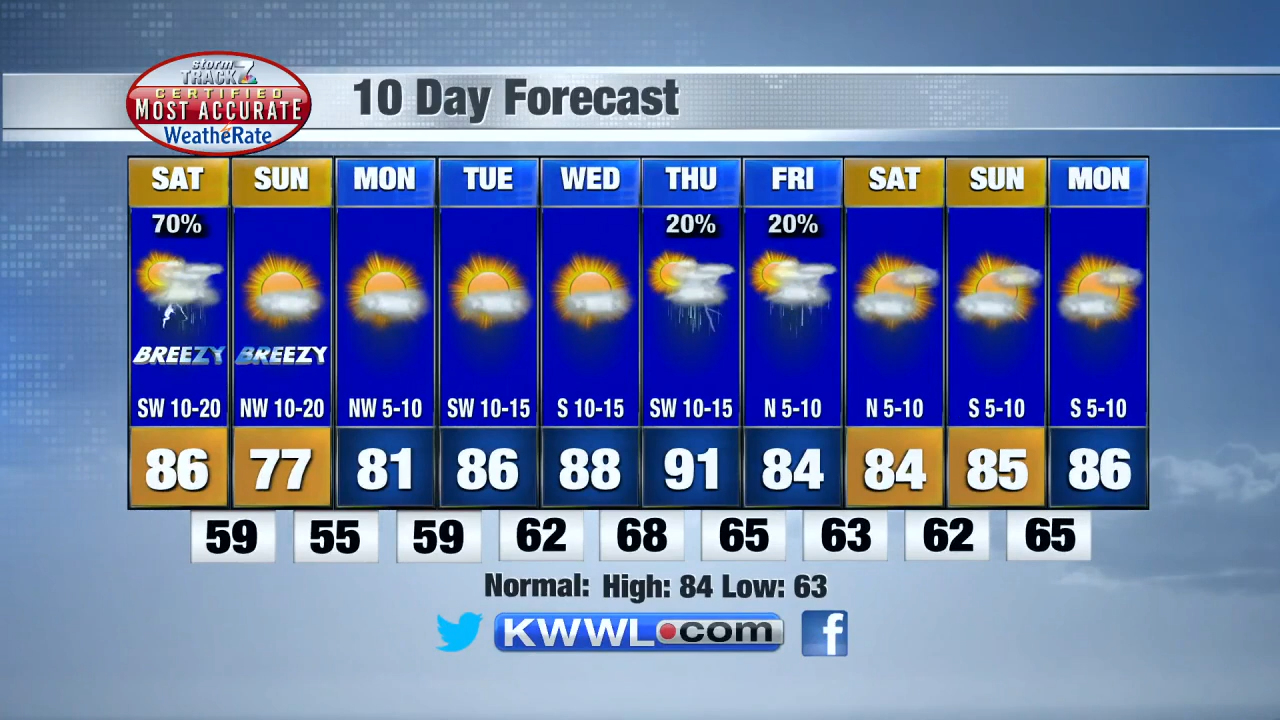 storm
TRACK 7
CERTIFIED
MOST ACCURATE
WeatheRate
10 Day Forecast
SAT SUN MON TUE WED THU FRI SAT SUN MON
70% 20% 20%
BREEZY BREEZY
SW 10-20 NW 10-20 NW 5-10 SW 10-15 S 10-15 SW 10-15 N 5-10 N 5-10 S 5-10 S 5-10
86 77 81 86 88 91 84 84 85 86
59 55 59 62 68 65 63 62 65
Normal: High: 84 Low: 63
KWWL.com f